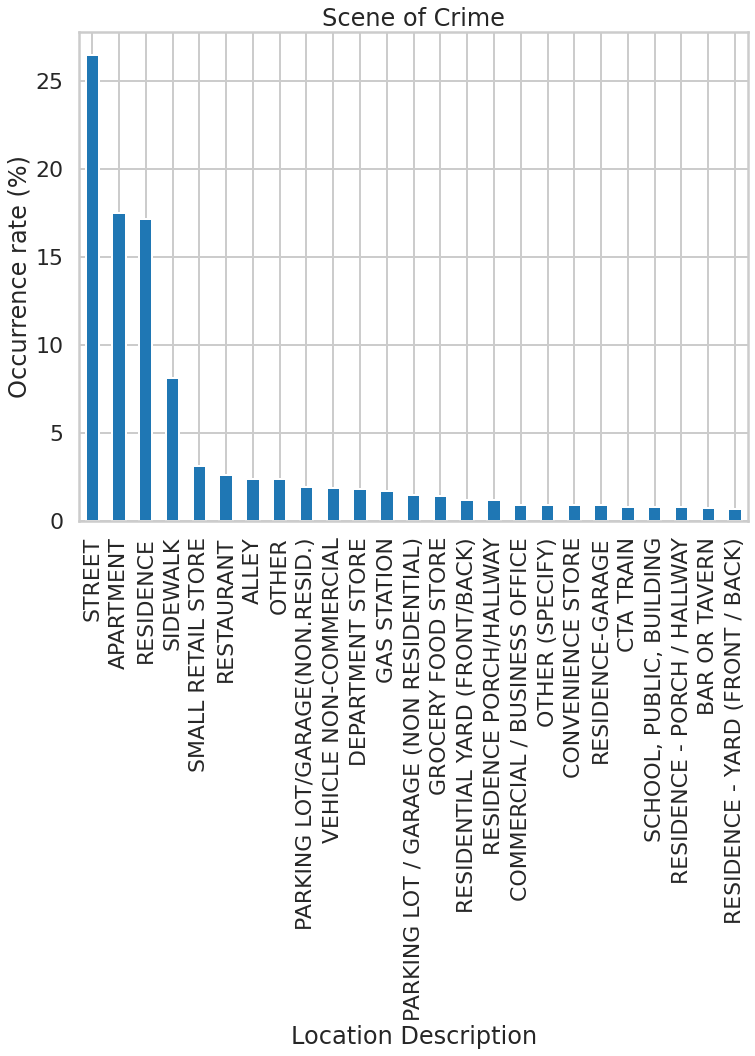 Scene of Crime
Occurrence rate (%)
25
20
15
10
5
0
STREET
APARTMENT
RESIDENCE
SIDEWALK
SMALL RETAIL STORE
RESTAURANT
ALLEY
OTHER
PARKING LOT/GARAGE(NON.RESID.)
VEHICLE NON-COMMERCIAL
DEPARTMENT STORE
GAS STATION
PARKING LOT / GARAGE (NON RESIDENTIAL)
GROCERY FOOD STORE
RESIDENTIAL YARD (FRONT/BACK)
RESIDENCE PORCH/HALLWAY
COMMERCIAL / BUSINESS OFFICE
OTHER (SPECIFY)
CONVENIENCE STORE
RESIDENCE-GARAGE
CTA TRAIN
SCHOOL, PUBLIC, BUILDING
RESIDENCE - PORCH / HALLWAY
BAR OR TAVERN
RESIDENCE - YARD (FRONT / BACK)
Location Description